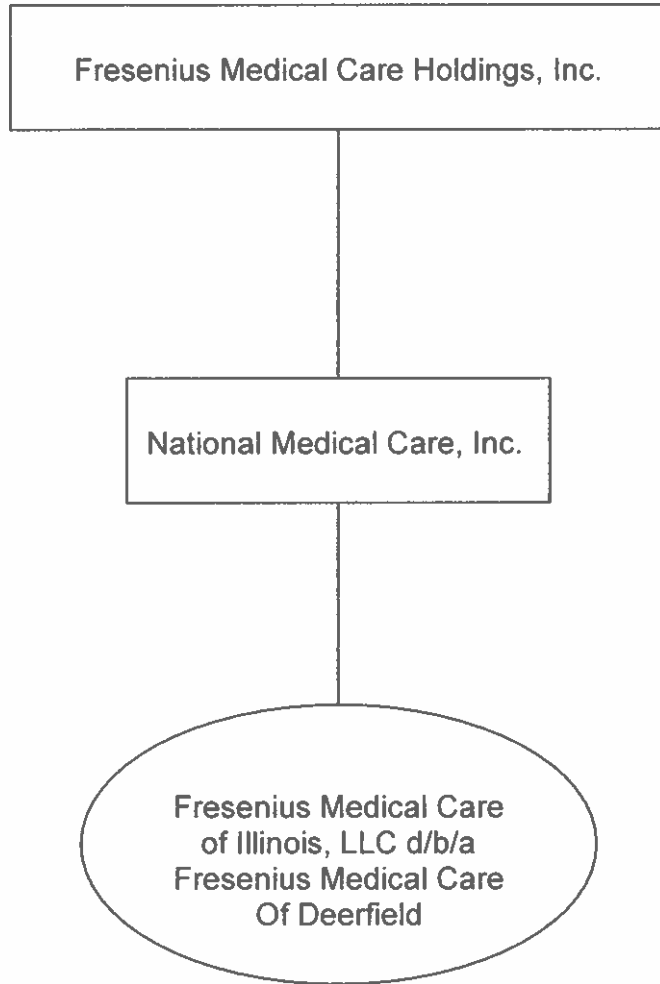 Fresenius Medical Care Holdings, Inc.
National Medical Care, Inc.
Fresenius Medical Care
of Illinois, LLC d/b/a
Fresenius Medical Care
Of Deerfield